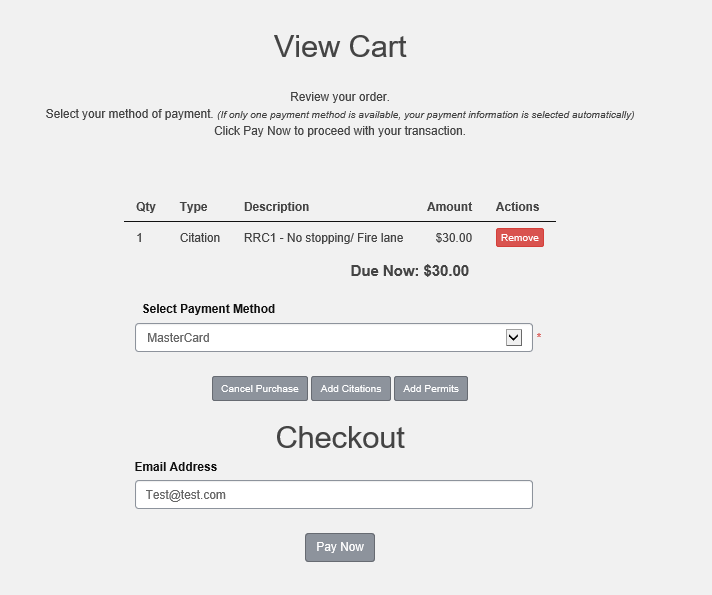 View Cart
Review your order.
Select your method of payment. (If only one payment method is available, your payment information is selected automatically)
Click Pay Now to proceed with your transaction.
Qty Type Description Amount Actions
1 Citation RRC1 - No stopping/ Fire lane $30.00 Remove
Due Now: $30.00
Select Payment Method
MasterCard *
Cancel Purchase Add Citations Add Permits
Checkout
Email Address
Test@test.com
Pay Now